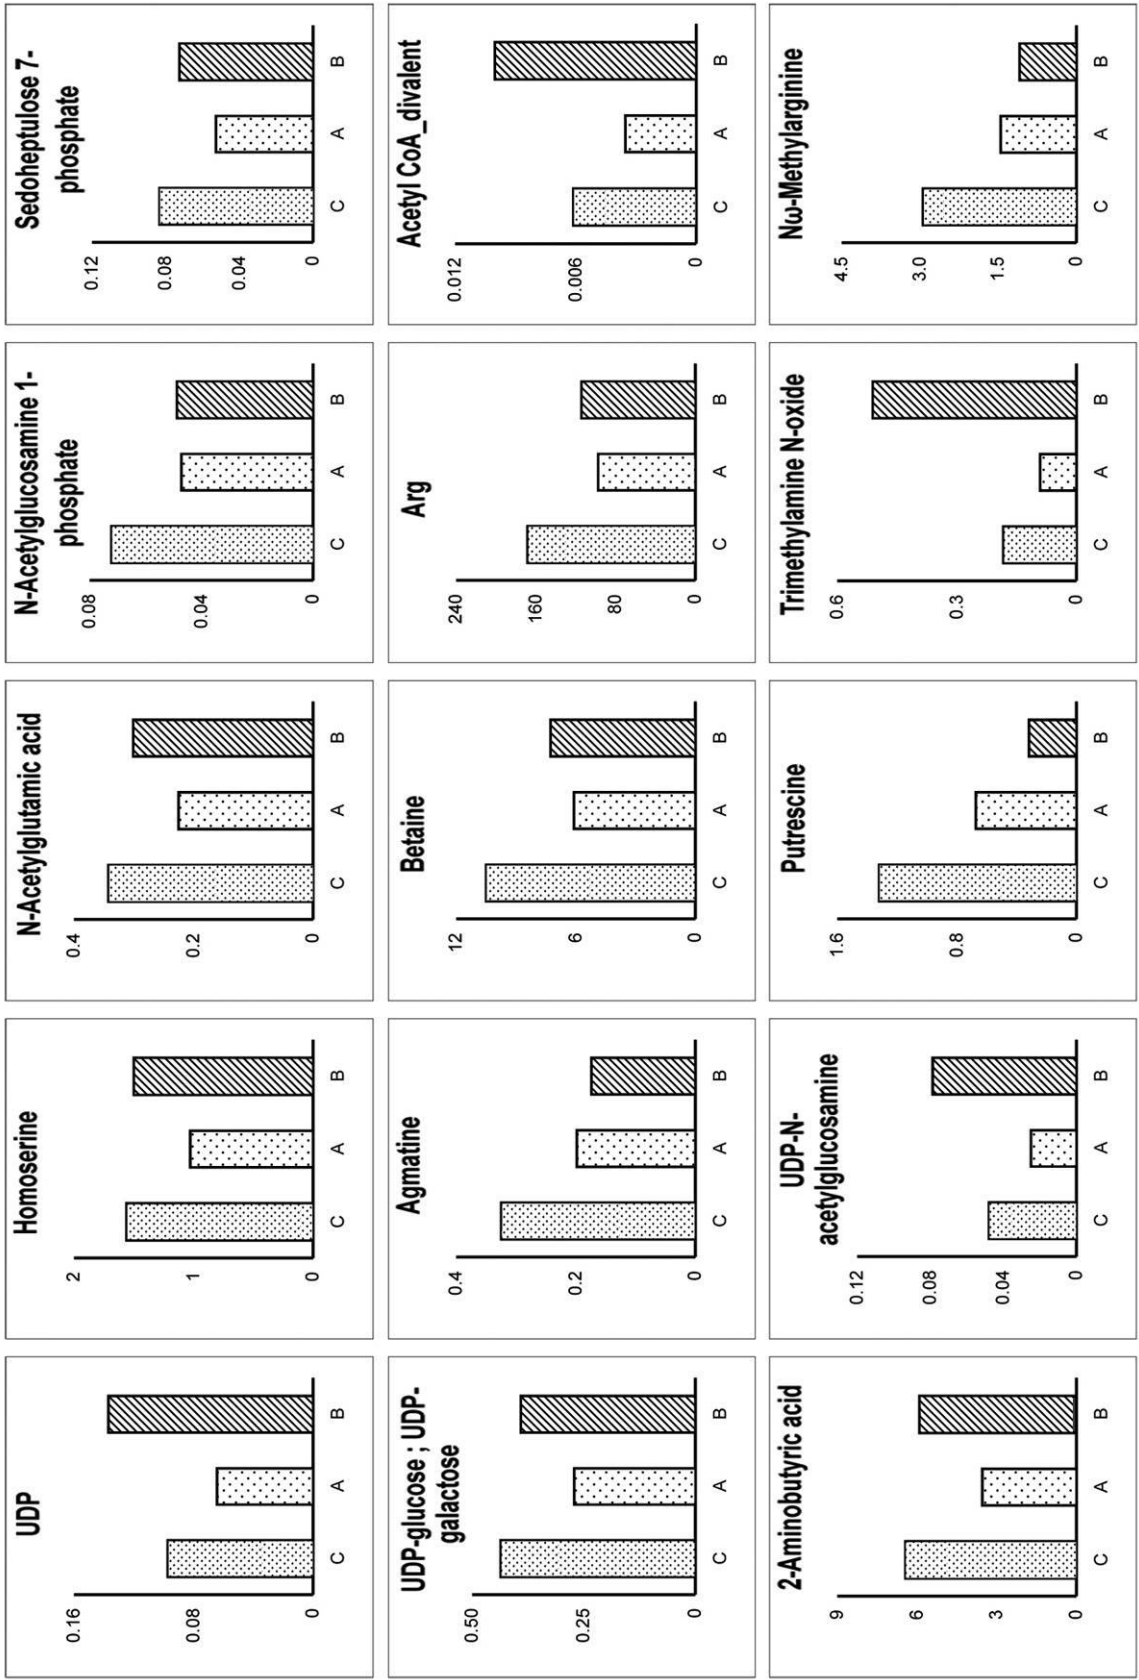 UDP
0.16
0.08
0
C A B
Homoserine
2
1
0
C A B
N-Acetylglutamic acid
0.4
0.2
0
C A B
N-Acetylglucosamine 1-
phosphate
0.08
0.04
0
C A B
Sedoheptulose 7-
phosphate
0.12
0.08
0.04
0
C A B
UDP-glucose ; UDP-
galactose
0.50
0.25
0
C A B
Agmatine
0.4
0.2
0
C A B
Betaine
12
6
0
C A B
Arg
240
160
80
0
C A B
Acetyl CoA_divalent
0.012
0.006
0
C A B
2-Aminobutyric acid
9
6
3
0
C A B
UDP-N-
acetylglucosamine
0.12
0.08
0.04
0
C A B
Putrescine
1.6
0.8
0
C A B
Trimethylamine N-oxide
0.6
0.3
0
C A B
Nω-Methylarginine
4.5
3.0
1.5
0
C A B